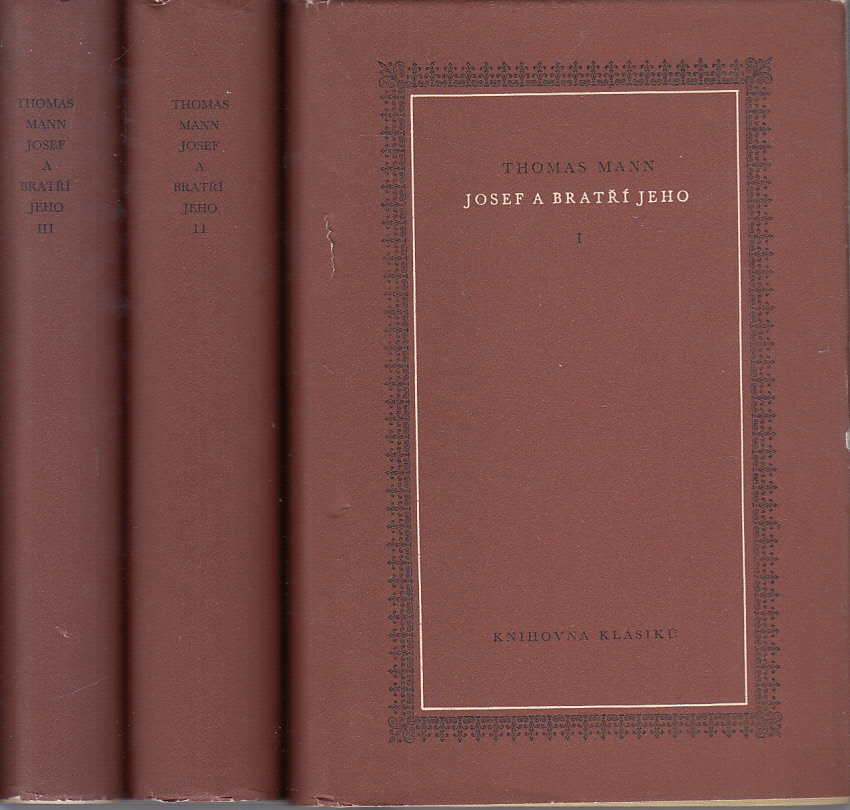 THOMAS
MANN
JOSEF
A
BRATŘÍ
JEHO
III
THOMAS
MANN
JOSEF
A
BRATŘÍ
JEHO
II
THOMAS MANN
JOSEF A BRATŘÍ JEHO
I
KNIHOVNA KLASIKŮ